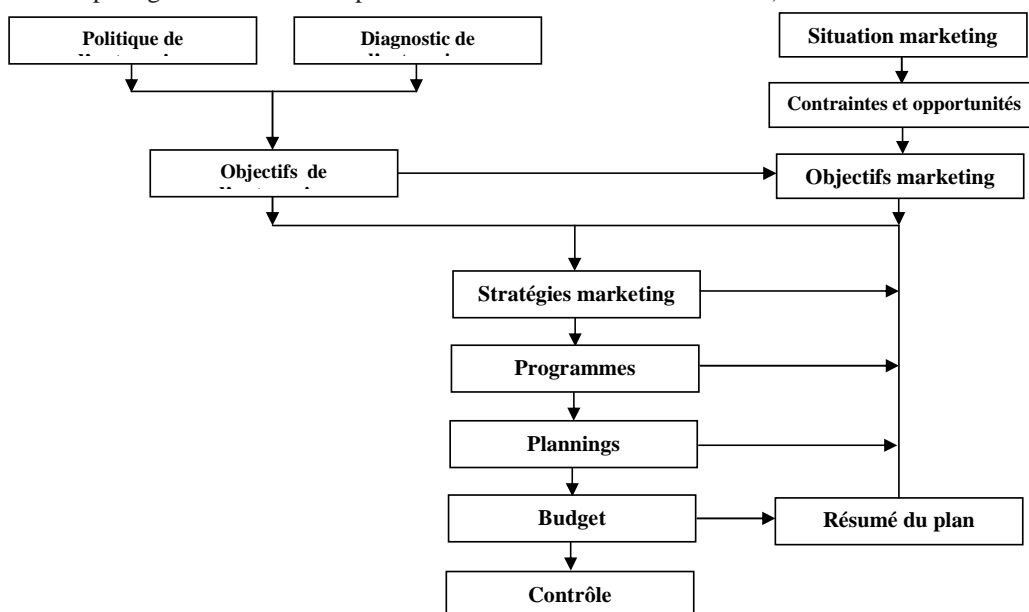 Politique de
Diagnostic de
Situation marketing
Contraintes et opportunités
Objectifs de
Objectifs marketing
Stratégies marketing
Programmes
Plannings
Budget
Résumé du plan
Contrôle